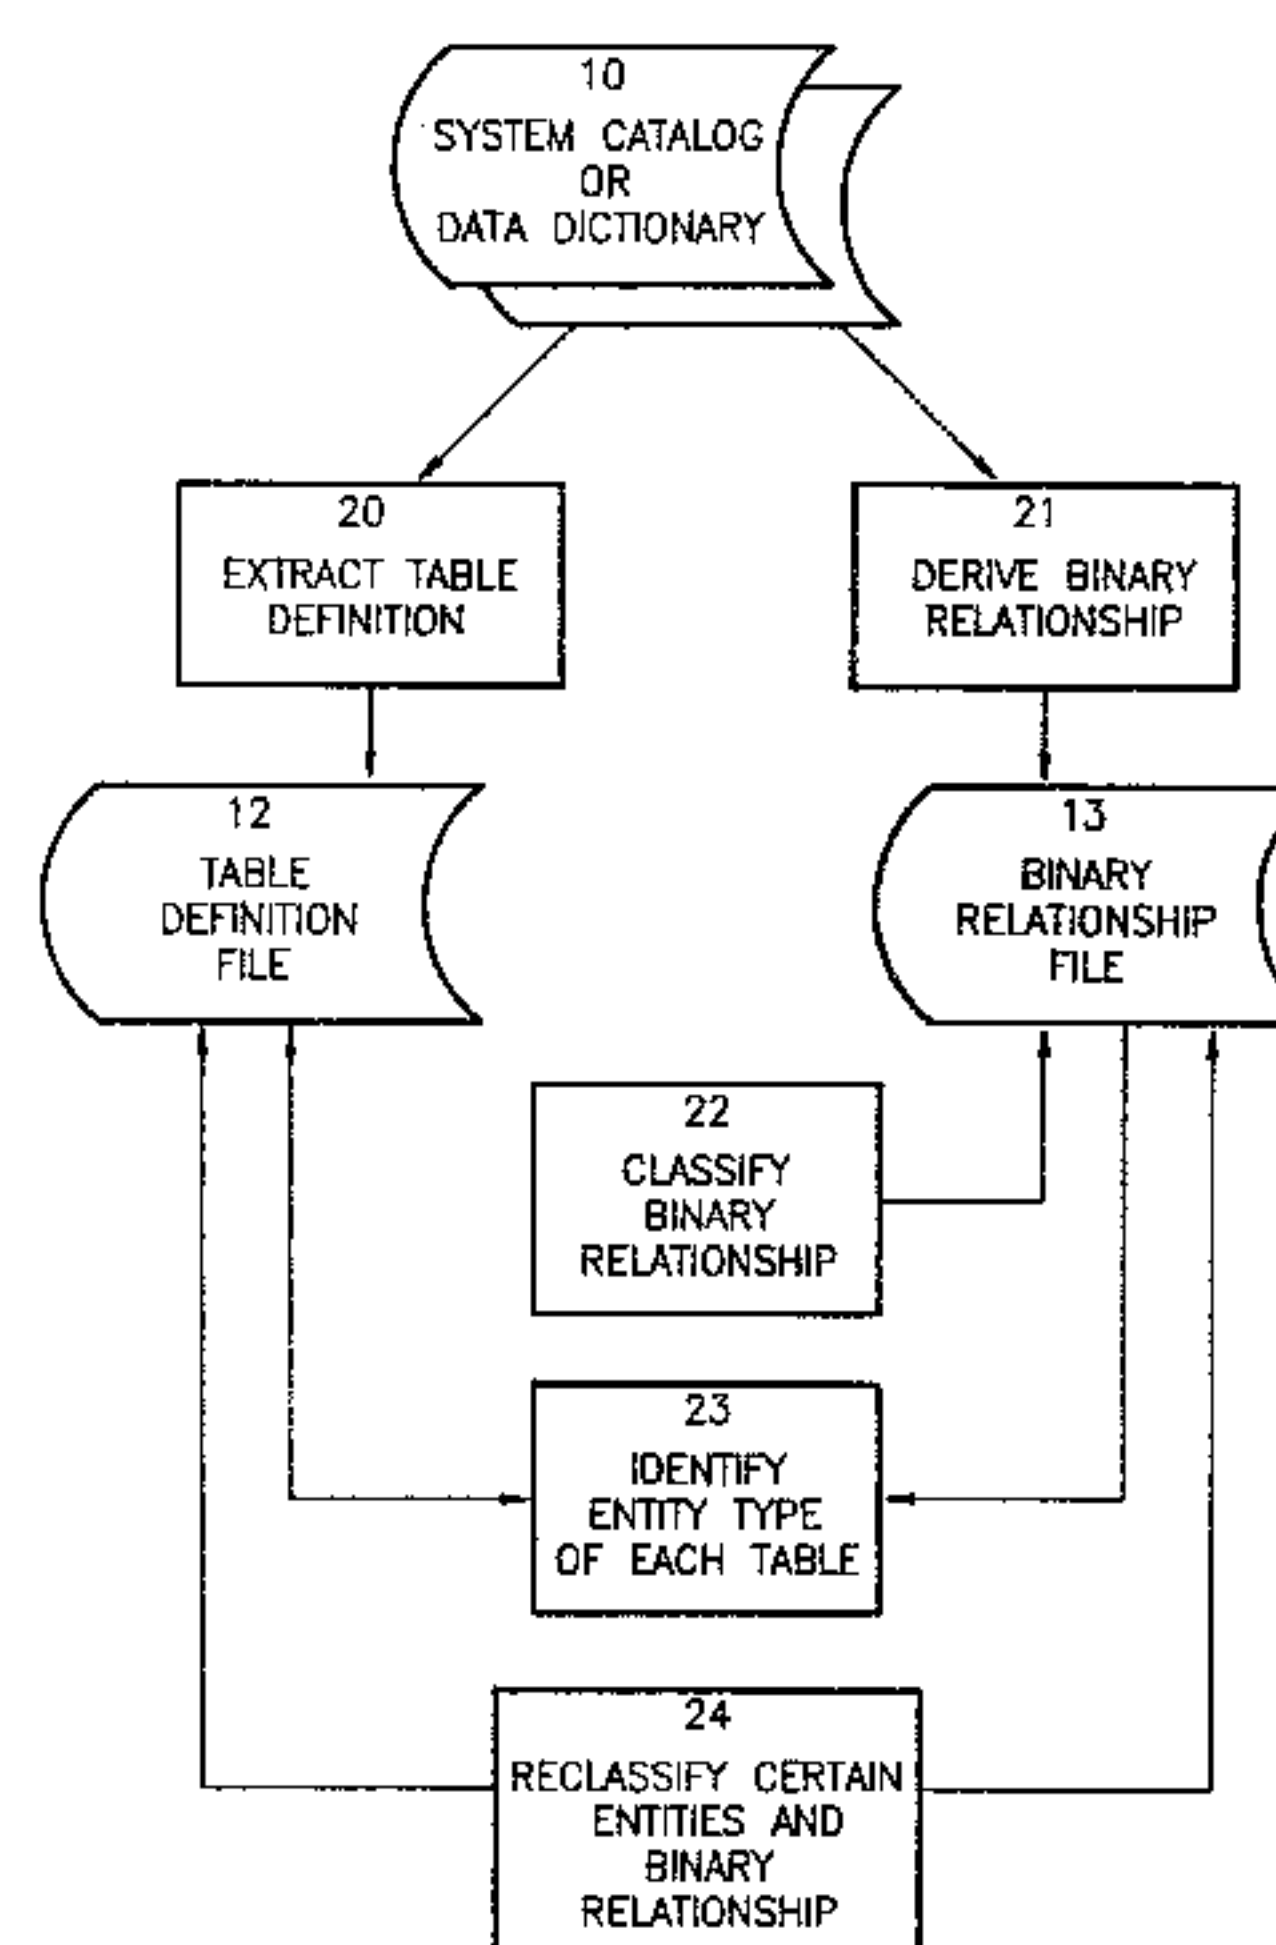 10
SYSTEM CATALOG
OR
DATA DICTIONARY
20
EXTRACT TABLE
DEFINITION
21
DERIVE BINARY
RELATIONSHIP
12
TABLE
DEFINITION
FILE
13
BINARY
RELATIONSHIP
FILE
22
CLASSIFY
BINARY
RELATIONSHIP
23
IDENTIFY
ENTITY TYPE
OF EACH TABLE
24
RECLASSIFY CERTAIN
ENTITIES AND
BINARY
RELATIONSHIP